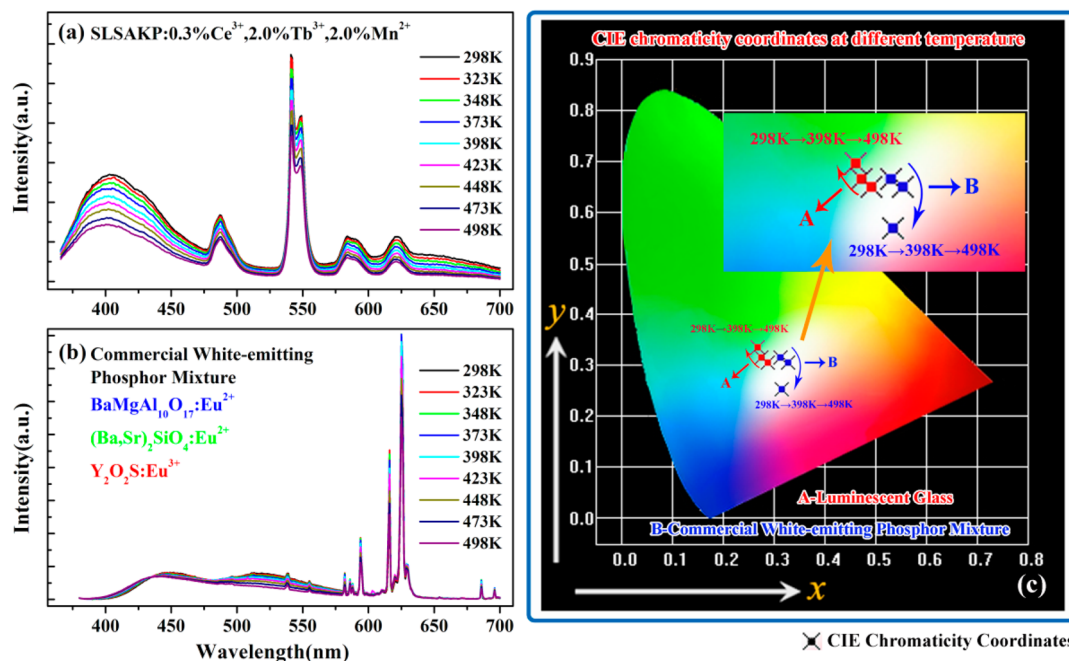 (a) SLSAKP:0.3%Ce³⁺,2.0%Tb³⁺,2.0%Mn²⁺
298K
323K
348K
373K
398K
423K
448K
473K
498K
Intensity(a.u.)
400 450 500 550 600 650 700
(b) Commercial White-emitting
Phosphor Mixture
BaMgAl₁₀O₁₇:Eu²⁺
(Ba,Sr)₂SiO₄:Eu²⁺
Y₂O₂S:Eu³⁺
298K
323K
348K
373K
398K
423K
448K
473K
498K
Intensity(a.u.)
400 450 500 550 600 650 700
Wavelength(nm)
CIE chromaticity coordinates at different temperature
0.9
0.8
0.7
0.6
0.5
0.4
0.3
0.2
0.1
0.0
y
298K→398K→498K
A
B
298K→398K→498K
298K→398K→498K
A
B
298K→398K→498K
A-Luminescent Glass
B-Commercial White-emitting Phosphor Mixture
0.0 0.1 0.2 0.3 0.4 0.5 0.6 0.7 0.8
x
(c)
CIE Chromaticity Coordinates